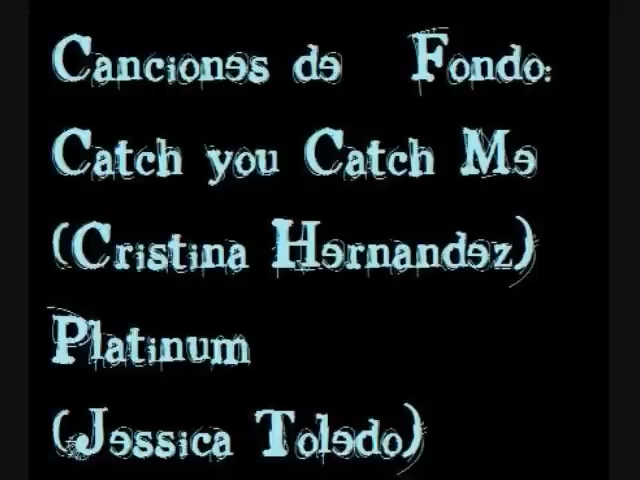 Canciones de Fondo:
Catch you Catch Me
(Cristina Hernandez)
Platinum
(Jessica Toledo)